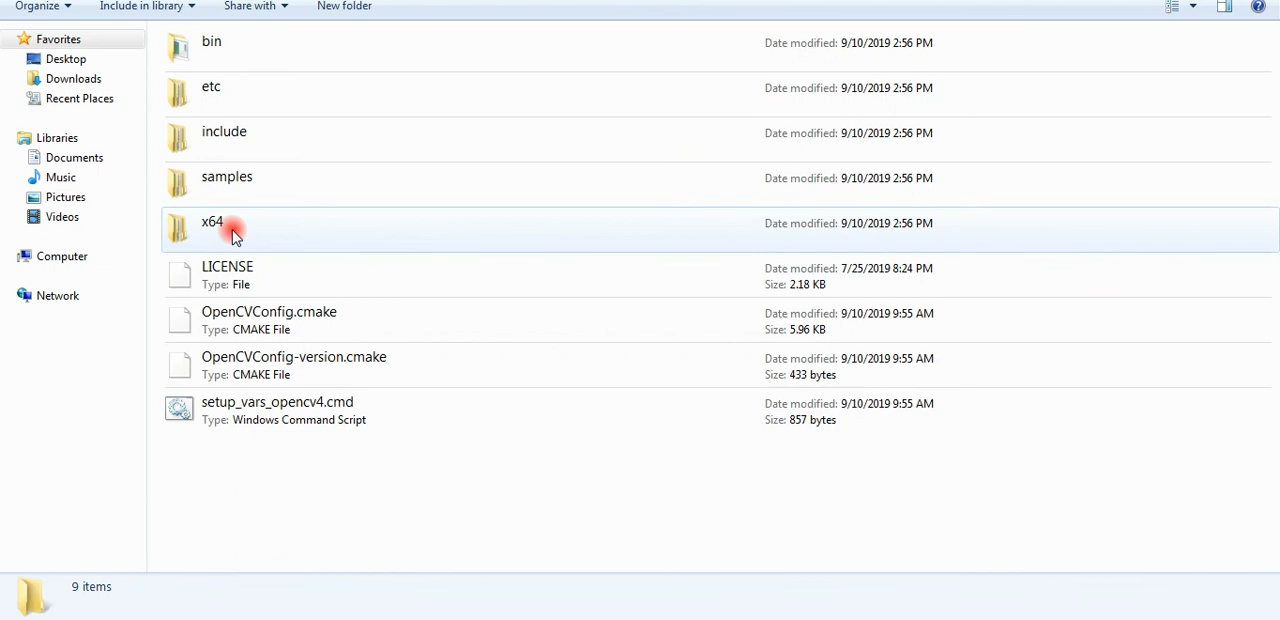 Organize Include in library Share with New folder
Favorites
Desktop
Downloads
Recent Places
Libraries
Documents
Music
Pictures
Videos
Computer
Network
bin Date modified: 9/10/2019 2:56 PM
etc Date modified: 9/10/2019 2:56 PM
include Date modified: 9/10/2019 2:56 PM
samples Date modified: 9/10/2019 2:56 PM
x64 Date modified: 9/10/2019 2:56 PM
LICENSE Date modified: 7/25/2019 8:24 PM
Type: File Size: 2.18 KB
OpenCVConfig.cmake Date modified: 9/10/2019 9:55 AM
Type: CMAKE File Size: 5.96 KB
OpenCVConfig-version.cmake Date modified: 9/10/2019 9:55 AM
Type: CMAKE File Size: 433 bytes
setup_vars_opencv4.cmd Date modified: 9/10/2019 9:55 AM
Type: Windows Command Script Size: 857 bytes
9 items